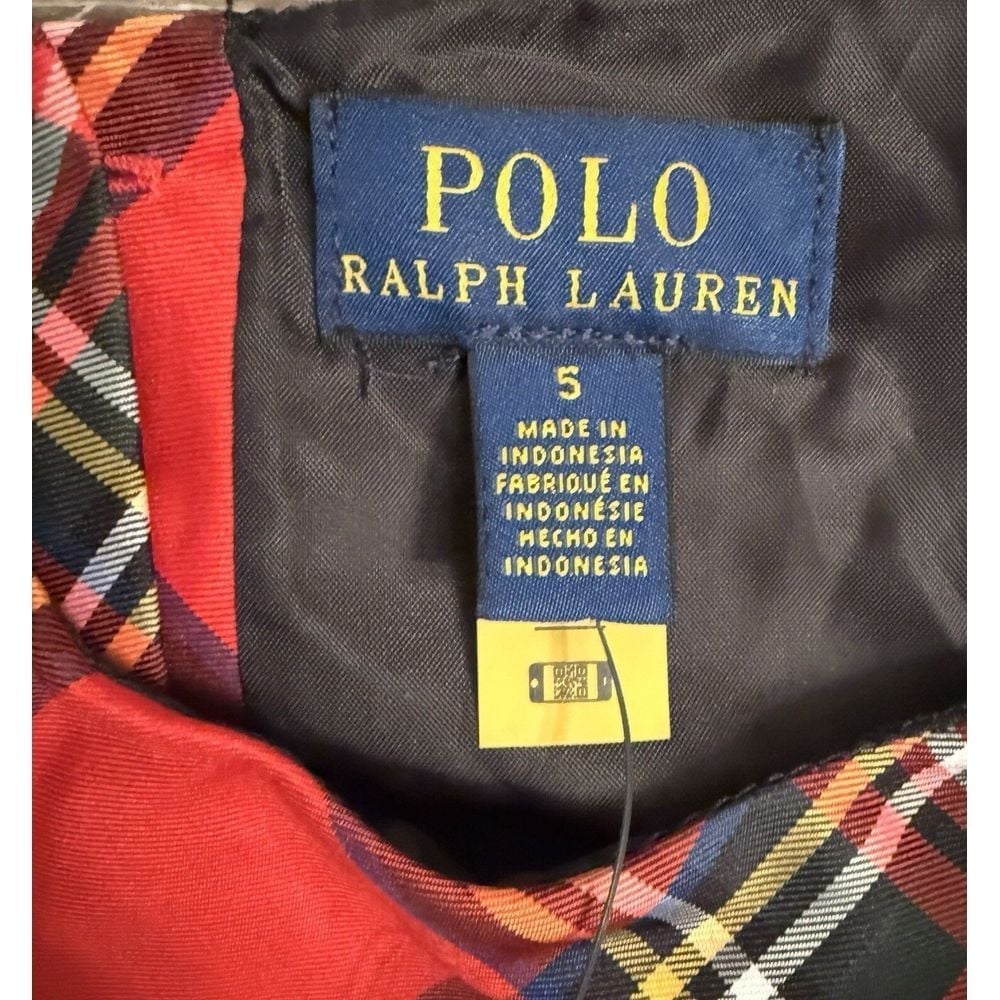 POLO
RALPH LAUREN
5
MADE IN
INDONESIA
FABRIQUÉ EN
INDONÉSIE
HECHO EN
INDONESIA